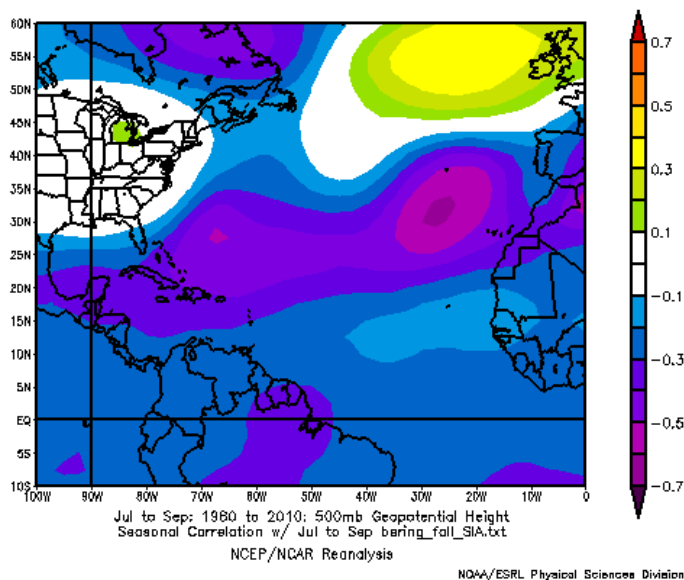 60N
55N
50N
45N
40N
35N
30N
25N
20N
15N
10N
5N
EQ
5S
10S
100W 90W 80W 70W 60W 50W 40W 30W 20W 10W 0
0.7
0.5
0.3
0.1
-0.1
-0.3
-0.5
-0.7
Jul to Sep: 1960 to 2010: 500mb Geopotential Height
Seasonal Correlation w/ Jul to Sep bering_fall_SIA.txt
NCEP/NCAR Reanalysis
NOAA/ESRL Physical Sciences Division